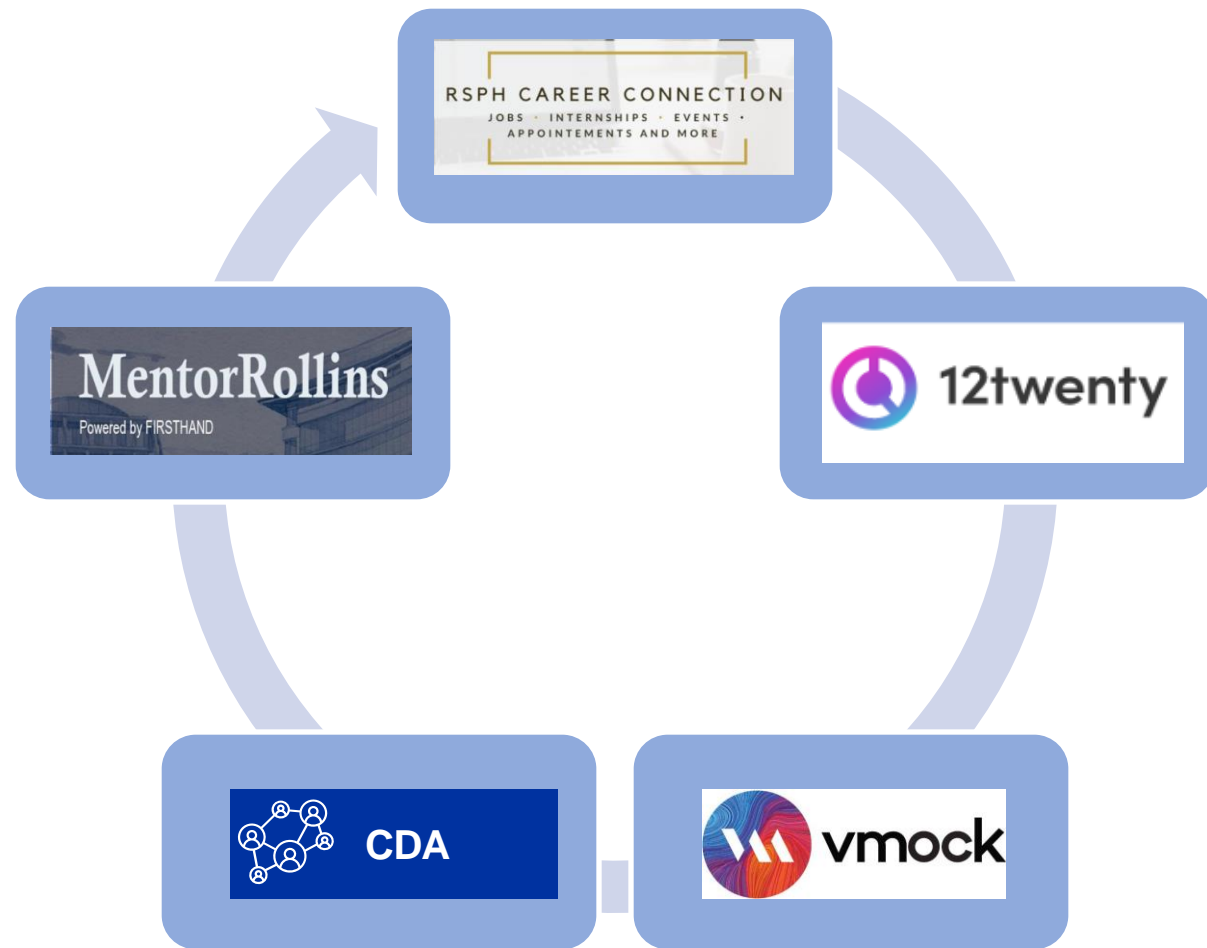 RSPH CAREER CONNECTION
JOBS · INTERNSHIPS · EVENTS ·
APPOINTEMENTS AND MORE
MentorRollins
Powered by FIRSTHAND
12twenty
CDA
vmock